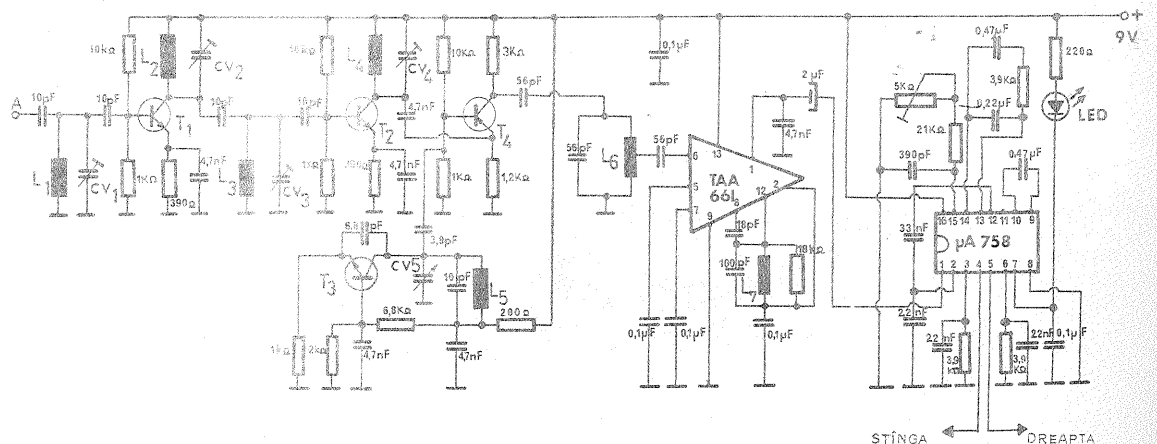 +
9V
0,1µF
0,47µF
220Ω
10kΩ
L2
CV2
L4
CV4
10KΩ
3KΩ
56pF
2 µF
5KΩ
3,9KΩ
LED
A
10pF
10pF
10pF
10pF
4,7nF
0,22µF
T1
T2
T4
56pF
4,7nF
21KΩ
56pF
L6
6
13
1
TAA
661
5
12
2
7
9
8
390pF
0,47µF
L1
CV1
1KΩ
390Ω
4,7nF
L3
CV3
1KΩ
4,7nF
1KΩ
1,2KΩ
16 15 14 13 12 11 10 9
µA 758
1 2 3 4 5 6 7 8
33nF
18pF
18KΩ
100pF
L7
3,9pF
T3
CV5
10pF
L5
6,8KΩ
200Ω
1kΩ
2kΩ
4,7nF
4,7nF
0,1µF
0,1µF
0,1µF
2,2nF
22nF
3,9KΩ
3,9KΩ
22nF
0,1µF
STÎNGA
DREAPTA